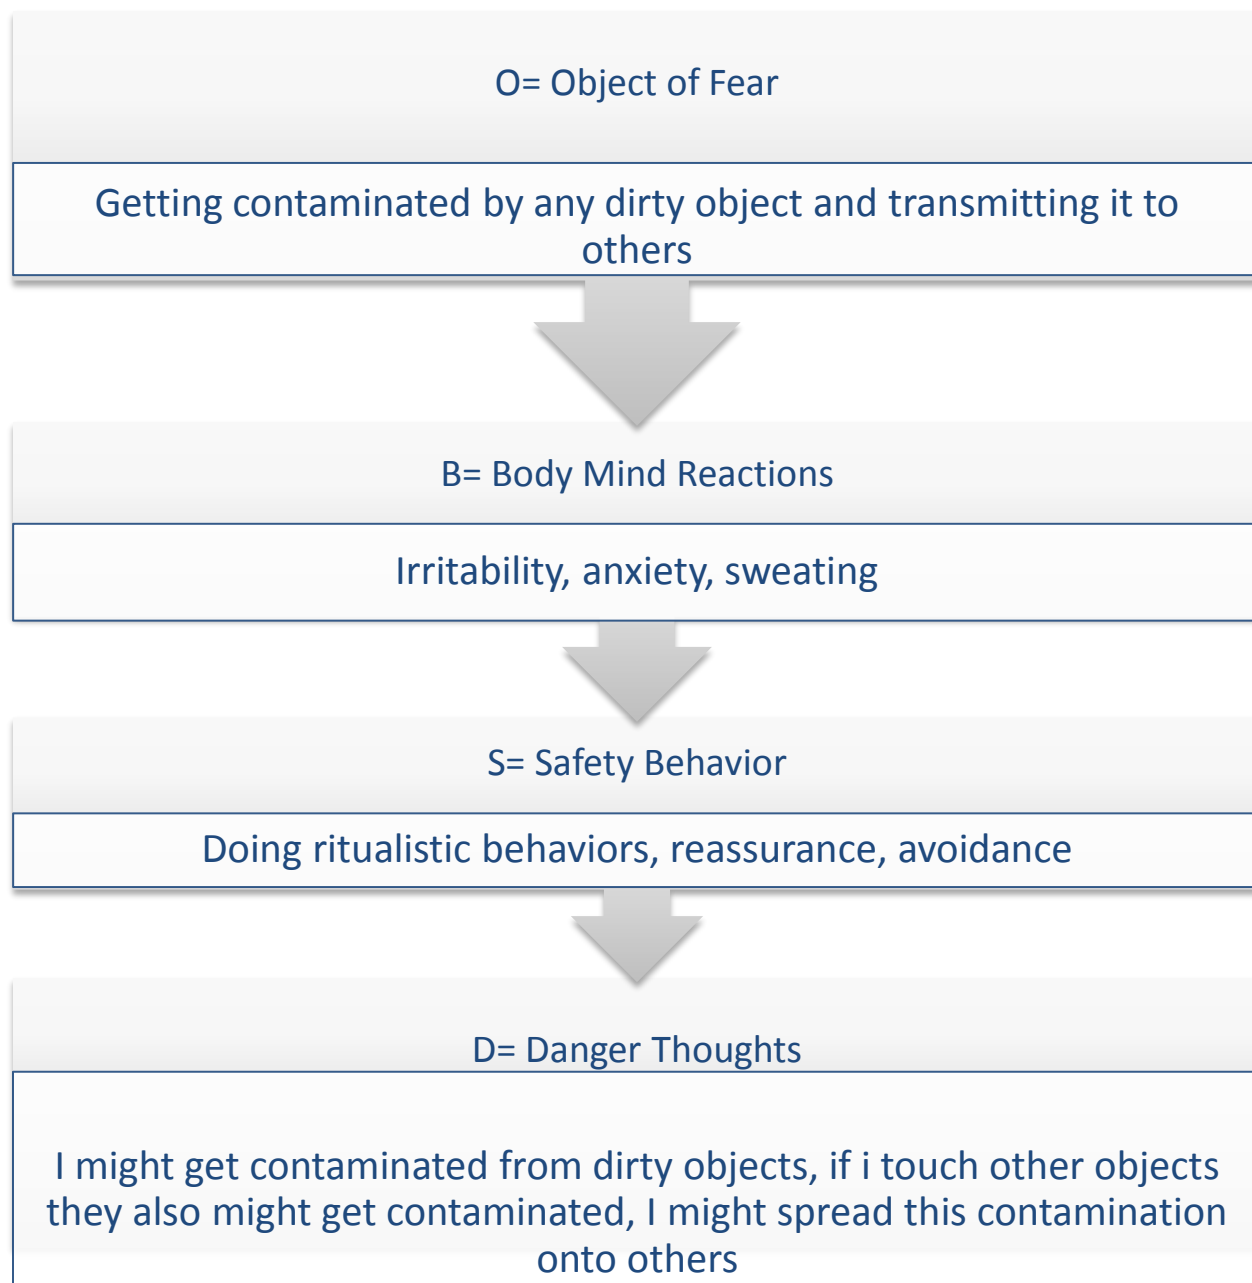 O= Object of Fear
Getting contaminated by any dirty object and transmitting it to
others
B= Body Mind Reactions
Irritability, anxiety, sweating
S= Safety Behavior
Doing ritualistic behaviors, reassurance, avoidance
D= Danger Thoughts
I might get contaminated from dirty objects, if i touch other objects
they also might get contaminated, I might spread this contamination
onto others